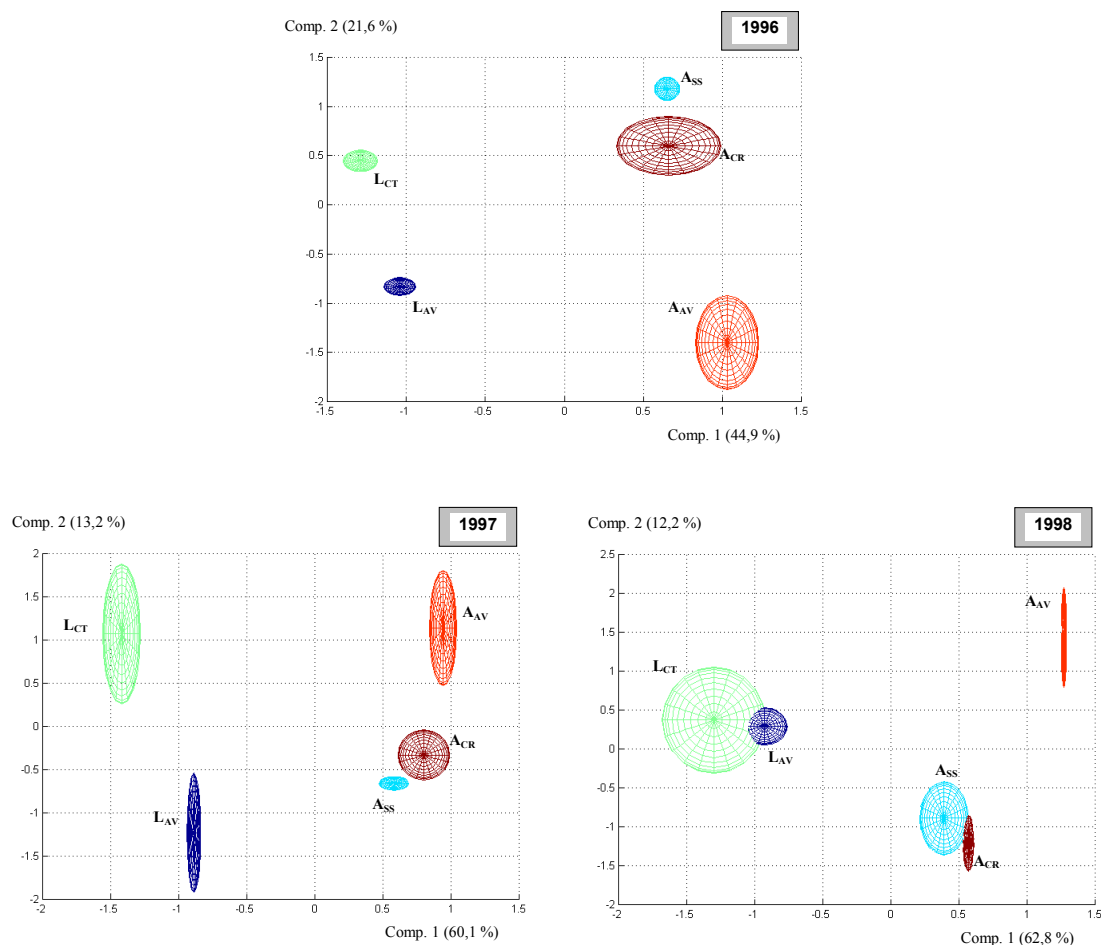 Comp. 2 (21,6 %)
1996
1.5
1
0.5
0
-0.5
-1
-1.5
-2
A_SS
A_CR
L_CT
L_AV
A_AV
-1.5 -1 -0.5 0 0.5 1 1.5
Comp. 1 (44,9 %)
Comp. 2 (13,2 %)
1997
2
1.5
1
0.5
0
-0.5
-1
-1.5
-2
L_CT
A_AV
A_CR
A_SS
L_AV
-2 -1.5 -1 -0.5 0 0.5 1 1.5
Comp. 1 (60,1 %)
Comp. 2 (12,2 %)
1998
2.5
2
1.5
1
0.5
0
-0.5
-1
-1.5
-2
A_AV
L_CT
L_AV
A_SS
A_CR
-2 -1.5 -1 -0.5 0 0.5 1 1.5
Comp. 1 (62,8 %)